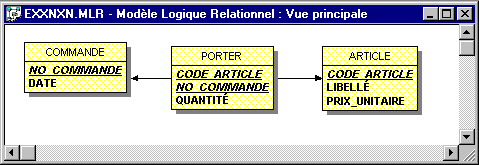 EXXNXN.MLR - Modèle Logique Relationnel : Vue principale
COMMANDE
NO_COMMANDE
DATE
PORTER
CODE_ARTICLE
NO_COMMANDE
QUANTITÉ
ARTICLE
CODE_ARTICLE
LIBELLÉ
PRIX_UNITAIRE